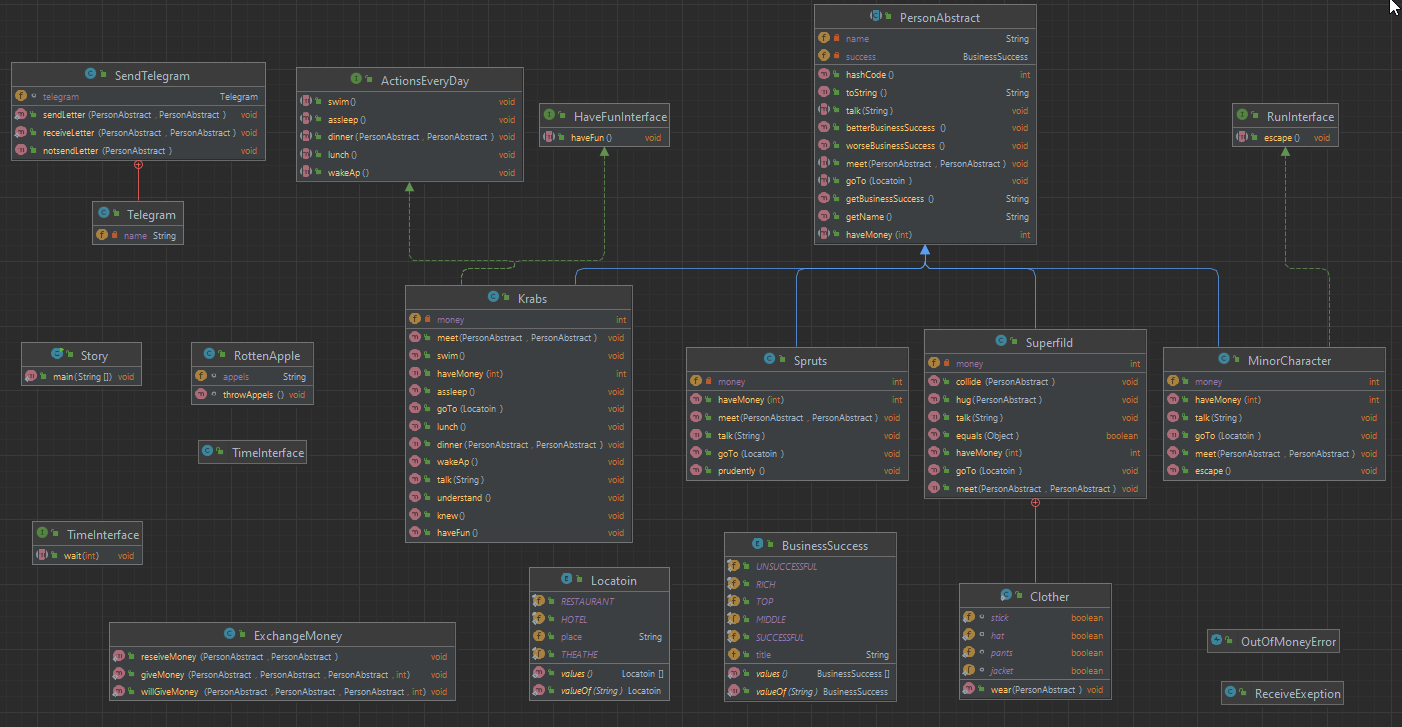 PersonAbstract
name String
success BusinessSuccess
hashCode () int
toString () String
talk (String ) void
betterBusinessSuccess () void
worseBusinessSuccess () void
meet(PersonAbstract , PersonAbstract ) void
goTo (Locatoin ) void
getBusinessSuccess () String
getName () String
haveMoney (int) int
SendTelegram
telegram Telegram
sendLetter (PersonAbstract , PersonAbstract ) void
receiveLetter (PersonAbstract , PersonAbstract ) void
notsendLetter (PersonAbstract ) void
ActionsEveryDay
swim () void
assleep () void
dinner (PersonAbstract , PersonAbstract ) void
lunch () void
wakeAp () void
HaveFunInterface
haveFun () void
RunInterface
escape () void
Telegram
name String
Krabs
money int
meet(PersonAbstract , PersonAbstract ) void
swim () void
haveMoney (int) int
assleep () void
goTo (Locatoin ) void
lunch () void
dinner (PersonAbstract , PersonAbstract ) void
wakeAp () void
talk (String ) void
understand () void
knew() void
haveFun () void
Story
main (String []) void
RottenApple
appels String
throwAppels () void
Spruts
money int
haveMoney (int) int
meet(PersonAbstract , PersonAbstract ) void
talk (String ) void
goTo (Locatoin ) void
prudently () void
Superfild
money int
collide (PersonAbstract ) void
hug(PersonAbstract ) void
talk (String ) void
equals (Object ) boolean
haveMoney (int) int
goTo (Locatoin ) void
meet(PersonAbstract , PersonAbstract ) void
MinorCharacter
money int
haveMoney (int) int
talk (String ) void
goTo (Locatoin ) void
meet(PersonAbstract , PersonAbstract ) void
escape () void
TimeInterface
TimeInterface
wait(int) void
Locatoin
RESTAURANT
HOTEL
place String
THEATHE
values () Locatoin []
valueOf (String ) Locatoin
BusinessSuccess
UNSUCCESSFUL
RICH
TOP
MIDDLE
SUCCESSFUL
title String
values () BusinessSuccess []
valueOf (String ) BusinessSuccess
Clother
stick boolean
hat boolean
pants boolean
jacket boolean
wear(PersonAbstract ) void
ExchangeMoney
reseiveMoney (PersonAbstract , PersonAbstract ) void
giveMoney (PersonAbstract , PersonAbstract , PersonAbstract , int) void
willGiveMoney (PersonAbstract , PersonAbstract , PersonAbstract , int) void
OutOfMoneyError
ReceiveExeption